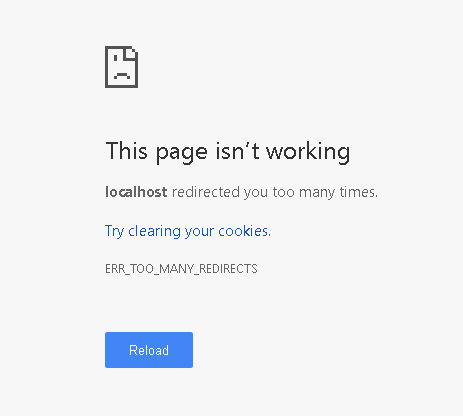 This page isn’t working
localhost redirected you too many times.
Try clearing your cookies.
ERR_TOO_MANY_REDIRECTS
Reload